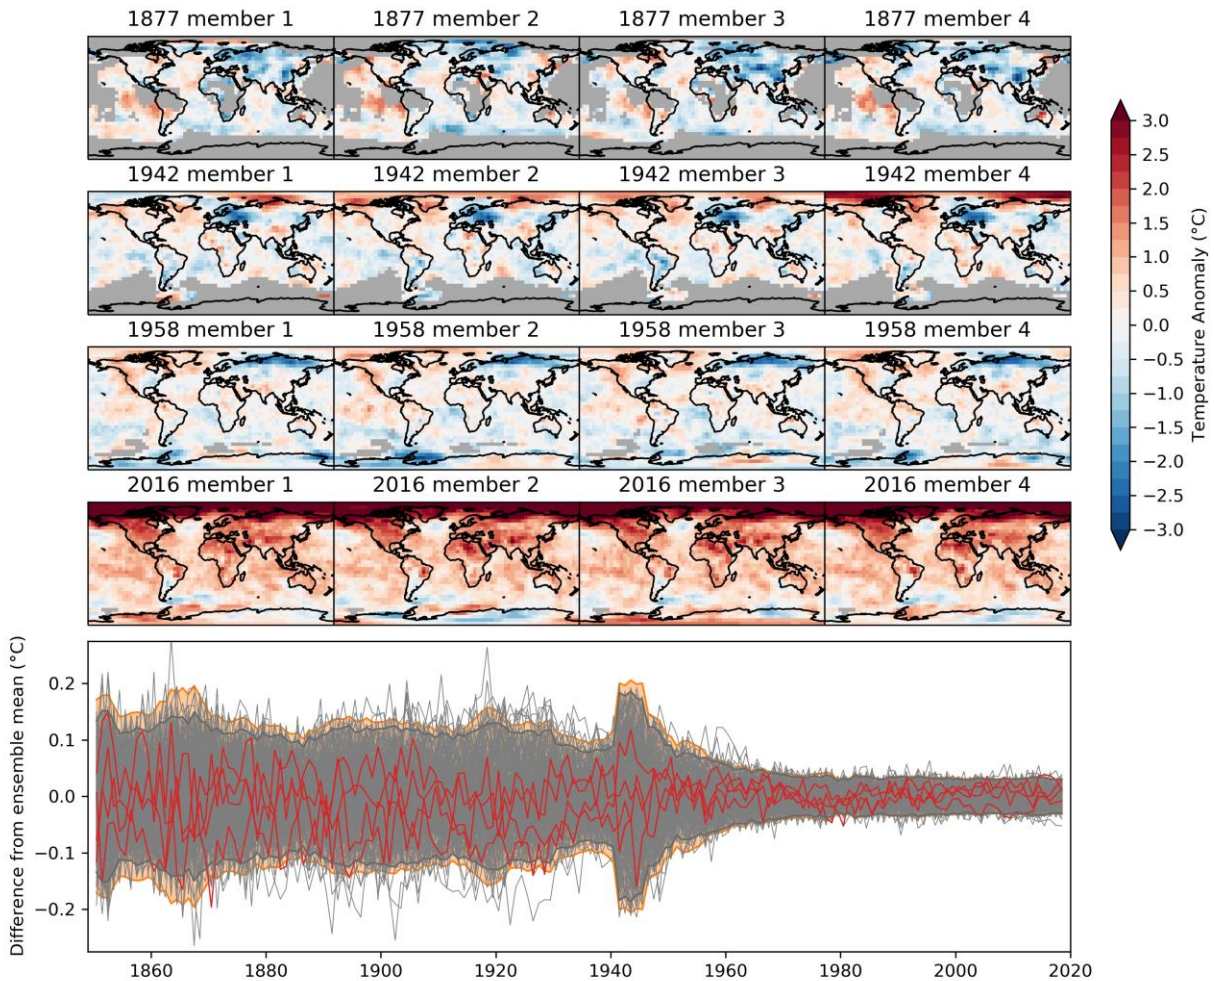 1877 member 1 1877 member 2 1877 member 3 1877 member 4
1942 member 1 1942 member 2 1942 member 3 1942 member 4
1958 member 1 1958 member 2 1958 member 3 1958 member 4
2016 member 1 2016 member 2 2016 member 3 2016 member 4
3.0
2.5
2.0
1.5
1.0
0.5
0.0
−0.5
−1.0
−1.5
−2.0
−2.5
−3.0
Temperature Anomaly (°C)
Difference from ensemble mean (°C)
0.2
0.1
0.0
−0.1
−0.2
1860 1880 1900 1920 1940 1960 1980 2000 2020